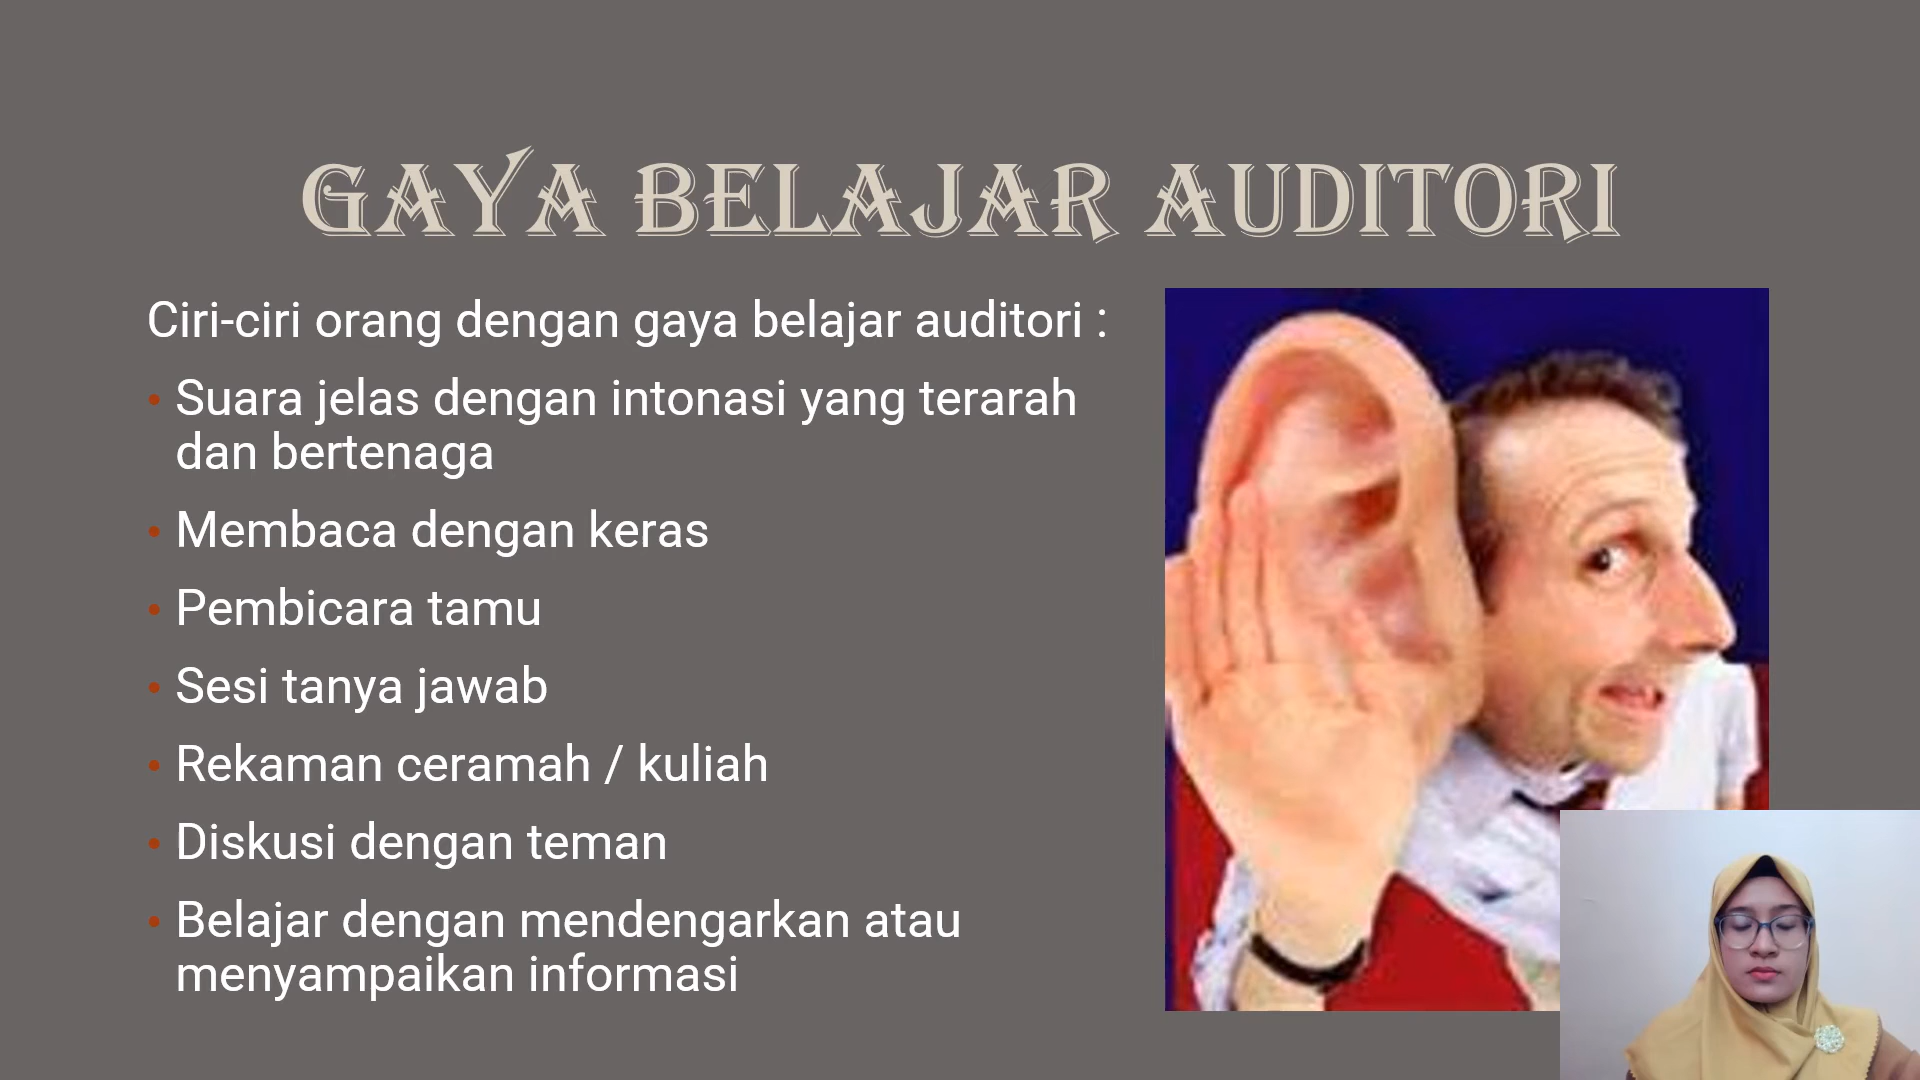 GAYA BELAJAR AUDITORI
Ciri-ciri orang dengan gaya belajar auditori :
• Suara jelas dengan intonasi yang terarah
dan bertenaga
• Membaca dengan keras
• Pembicara tamu
• Sesi tanya jawab
• Rekaman ceramah / kuliah
• Diskusi dengan teman
• Belajar dengan mendengarkan atau
menyampaikan informasi